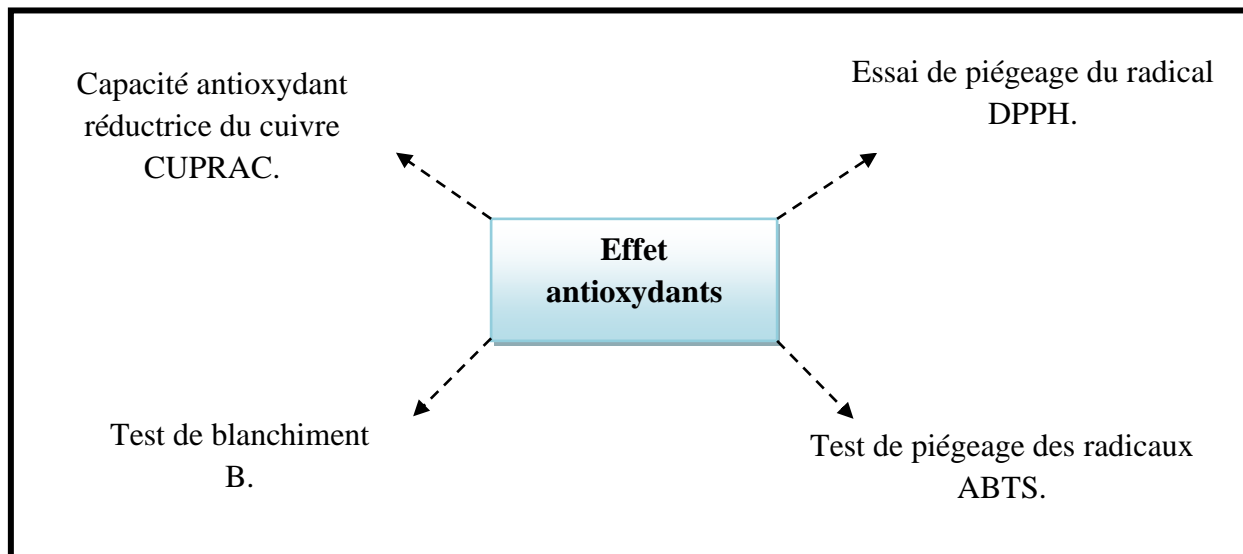 Capacité antioxydant
réductrice du cuivre
CUPRAC.
Essai de piégeage du radical
DPPH.
Effet
antioxydants
Test de blanchiment
B.
Test de piégeage des radicaux
ABTS.